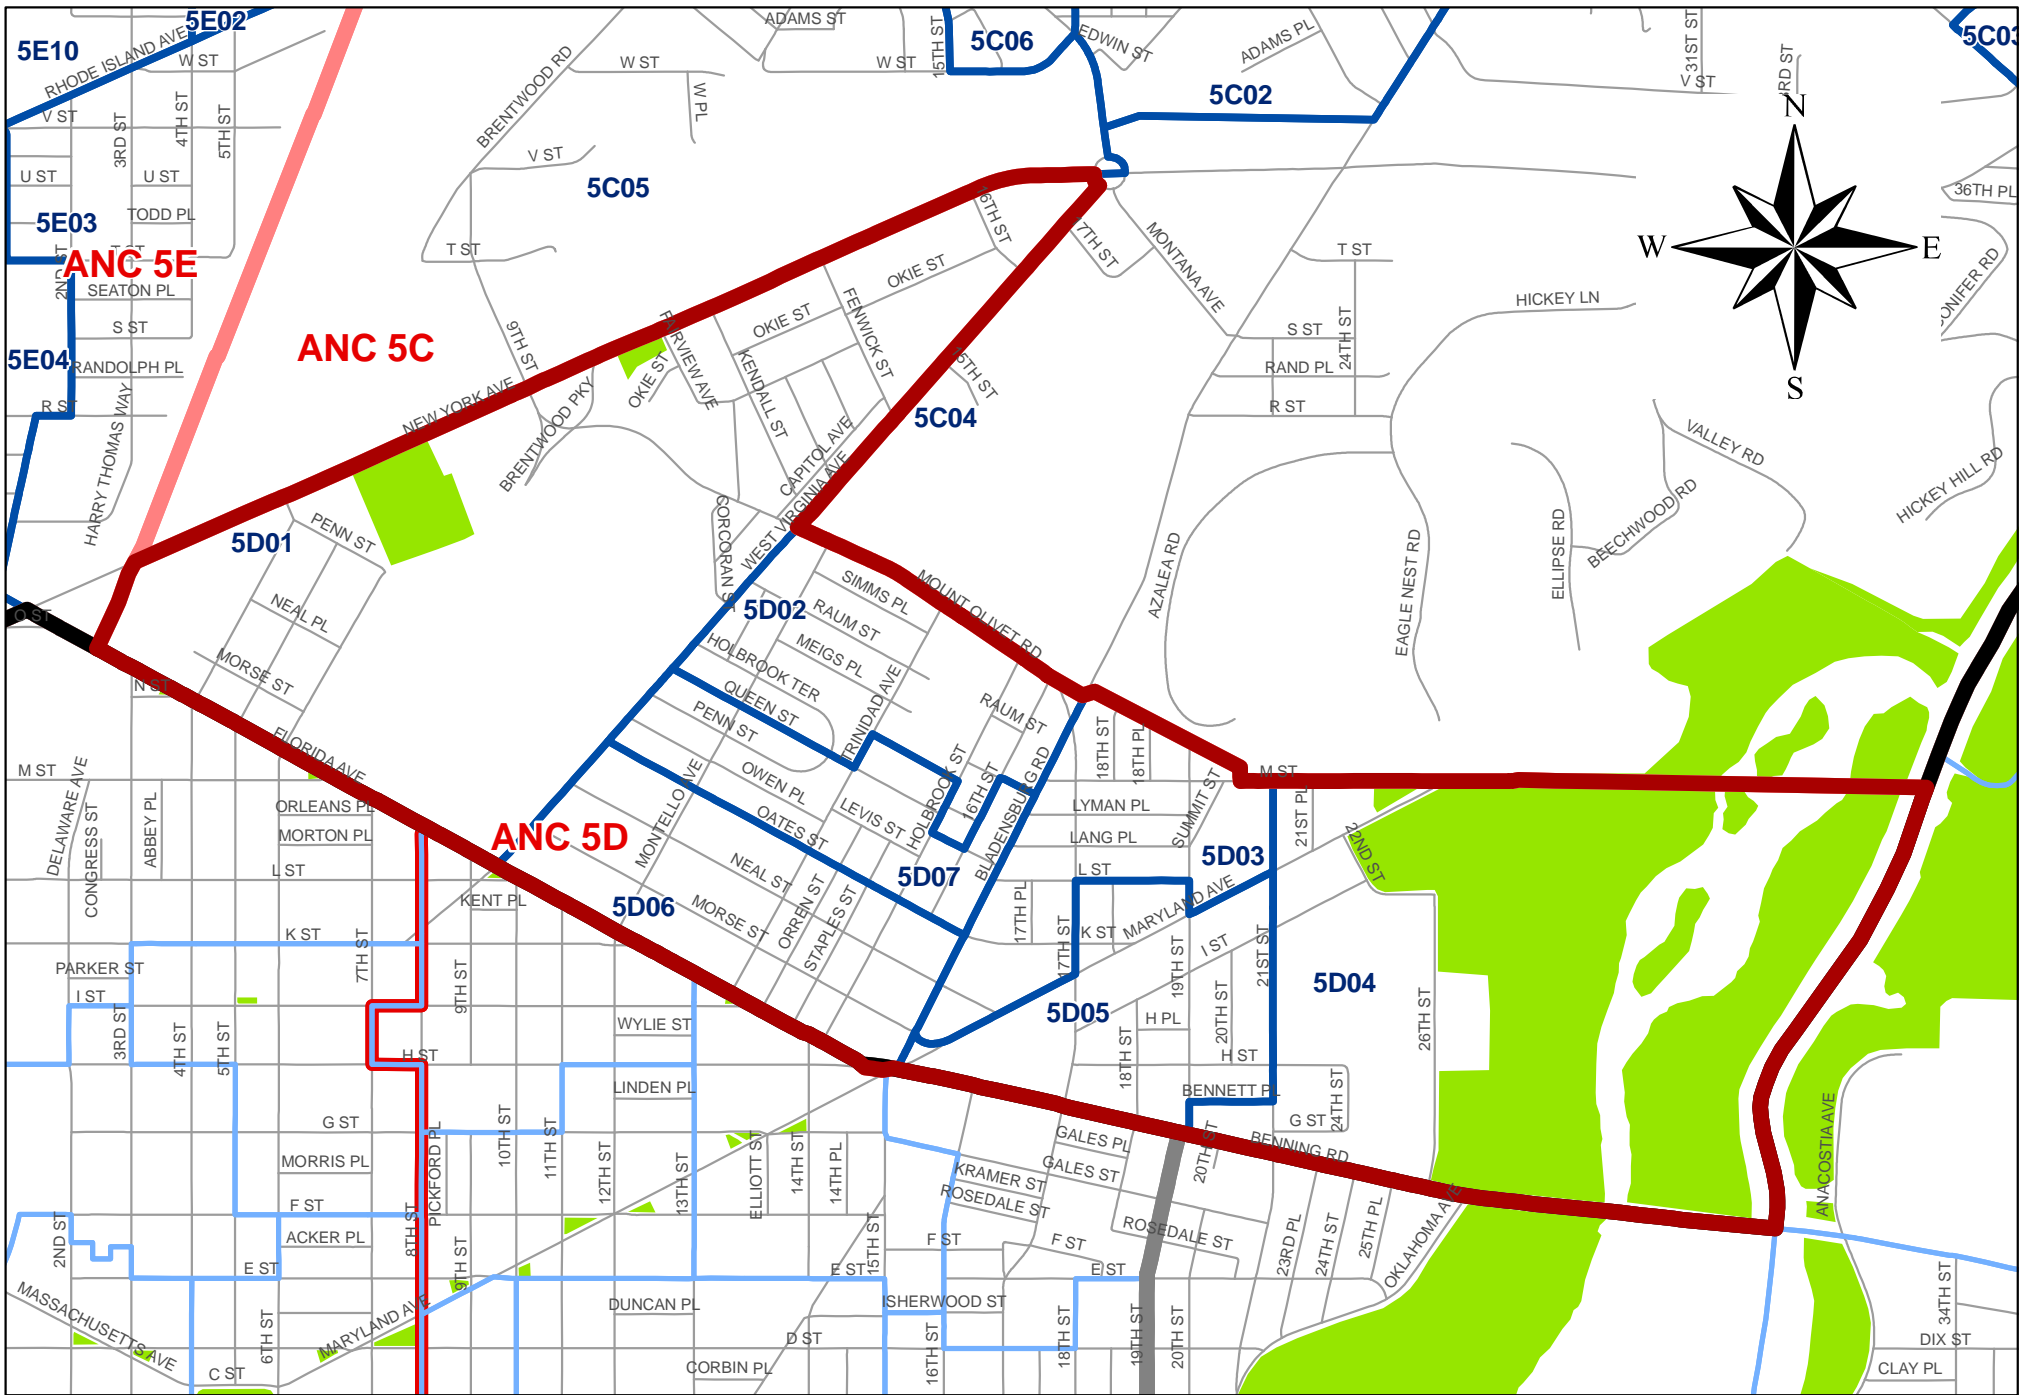 5E02
ADAMS ST
15TH ST
5C06
EDWIN ST
ADAMS PL
31ST ST
5C03
5E10
RHODE ISLAND AVE
W ST
BRENTWOOD RD
W ST
W PL
W ST
5C02
V ST
RD ST
N
V ST
3RD ST
4TH ST
5TH ST
V ST
U ST
U ST
5C05
36TH PL
5E03
TODD PL
16TH ST
7TH ST
MONTANA AVE
W
E
T ST
2ND ST
ANC 5E
T ST
OKIE ST
T ST
CONIFER RD
SEATON PL
HICKEY LN
S ST
9TH ST
FAIRVIEW AVE
OKIE ST
FENWICK ST
S ST
24TH ST
ANC 5C
5E04
RANDOLPH PL
OKIE ST
KENDALL ST
15TH ST
RAND PL
S
R ST
HARRY THOMAS WAY
NEW YORK AVE
BRENTWOOD PKY
5C04
R ST
VALLEY RD
CAPITOL AVE
WEST VIRGINIA AVE
HICKEY HILL RD
PENN ST
5D01
CORCORAN ST
AZALEA RD
EAGLE NEST RD
ELLIPSE RD
BEECHWOOD RD
O ST
NEAL PL
5D02
SIMMS PL
MOUNT OLIVET RD
RAUM ST
MEIGS PL
MORSE ST
HOLBROOK TER
N ST
QUEEN ST
TRINIDAD AVE
RAUM ST
PENN ST
FLORIDA AVE
18TH ST
18TH PL
M ST
DELAWARE AVE
MONTELLO AVE
OWEN PL
HOLBROOK ST
16TH ST
BLADENSBURG RD
M ST
ORLEANS PL
ABBEY PL
CONGRESS ST
MORTON PL
ANC 5D
OATES ST
LEVIS ST
LYMAN PL
SUMMIT ST
21ST PL
LANG PL
22ND ST
L ST
NEAL ST
5D07
L ST
5D03
KENT PL
5D06
MORSE ST
ORREN ST
STAPLES ST
17TH PL
MARYLAND AVE
K ST
7TH ST
17TH ST
K ST
I ST
PARKER ST
9TH ST
19TH ST
21ST ST
5D04
I ST
3RD ST
WYLIE ST
5D05
H PL
20TH ST
26TH ST
4TH ST
5TH ST
H ST
18TH ST
H ST
LINDEN PL
BENNETT PL
24TH ST
G ST
G ST
PICKFORD PL
10TH ST
11TH ST
12TH ST
13TH ST
ELLIOTT ST
14TH ST
14TH PL
GALES PL
GALES ST
20TH ST
BENNING RD
ANACOSTIA AVE
MORRIS PL
KRAMER ST
ROSEDALE ST
F ST
8TH ST
ROSEDALE ST
2ND ST
ACKER PL
15TH ST
F ST
F ST
23RD PL
24TH ST
25TH PL
OKLAHOMA AVE
E ST
9TH ST
E ST
E ST
MASSACHUSETTS AVE
6TH ST
MARYLAND AVE
DUNCAN PL
ISHERWOOD ST
34TH ST
D ST
16TH ST
18TH ST
19TH ST
20TH ST
DIX ST
C ST
CORBIN PL
CLAY PL